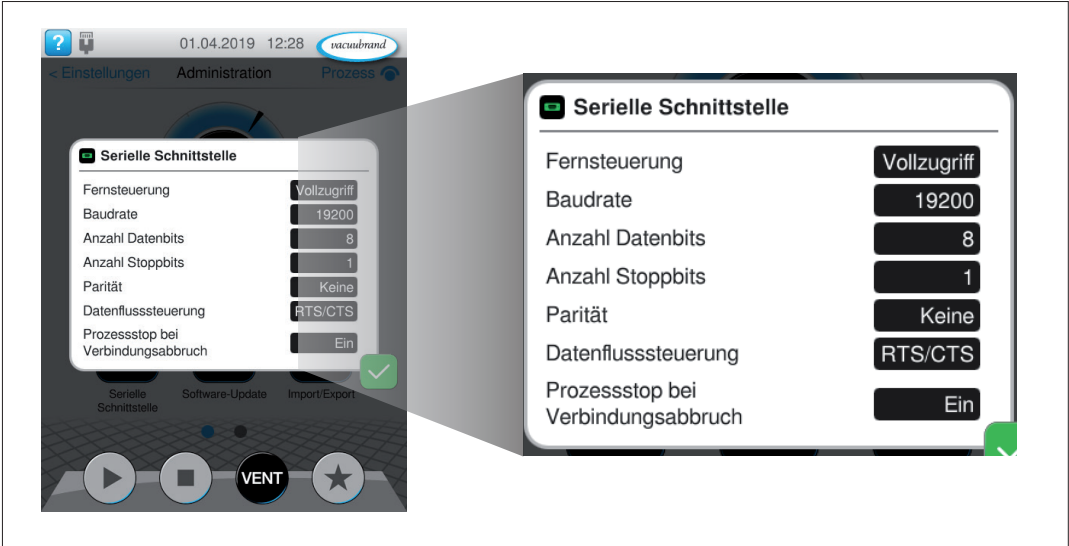 ?
01.04.2019 12:28
vacuubrand
< Einstellungen Administration Prozess
Serielle Schnittstelle
Fernsteuerung Vollzugriff
Baudrate 19200
Anzahl Datenbits 8
Anzahl Stoppbits 1
Parität Keine
Datenflusssteuerung RTS/CTS
Prozessstop bei
Verbindungsabbruch Ein
Serielle
Schnittstelle
Software-Update
Import/Export
VENT
Serielle Schnittstelle
Fernsteuerung Vollzugriff
Baudrate 19200
Anzahl Datenbits 8
Anzahl Stoppbits 1
Parität Keine
Datenflusssteuerung RTS/CTS
Prozessstop bei
Verbindungsabbruch Ein